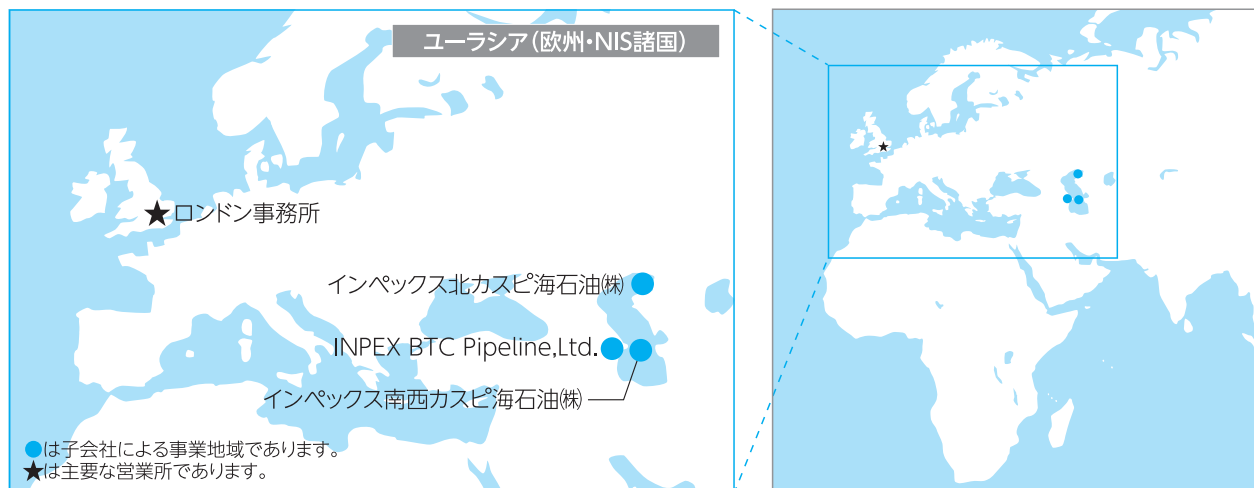 ユーラシア（欧州・NIS諸国）
★ロンドン事務所
インペックス北カスピ海石油㈱
INPEX BTC Pipeline,Ltd.
インペックス南西カスピ海石油㈱
●は子会社による事業地域であります。
★は主要な営業所であります。